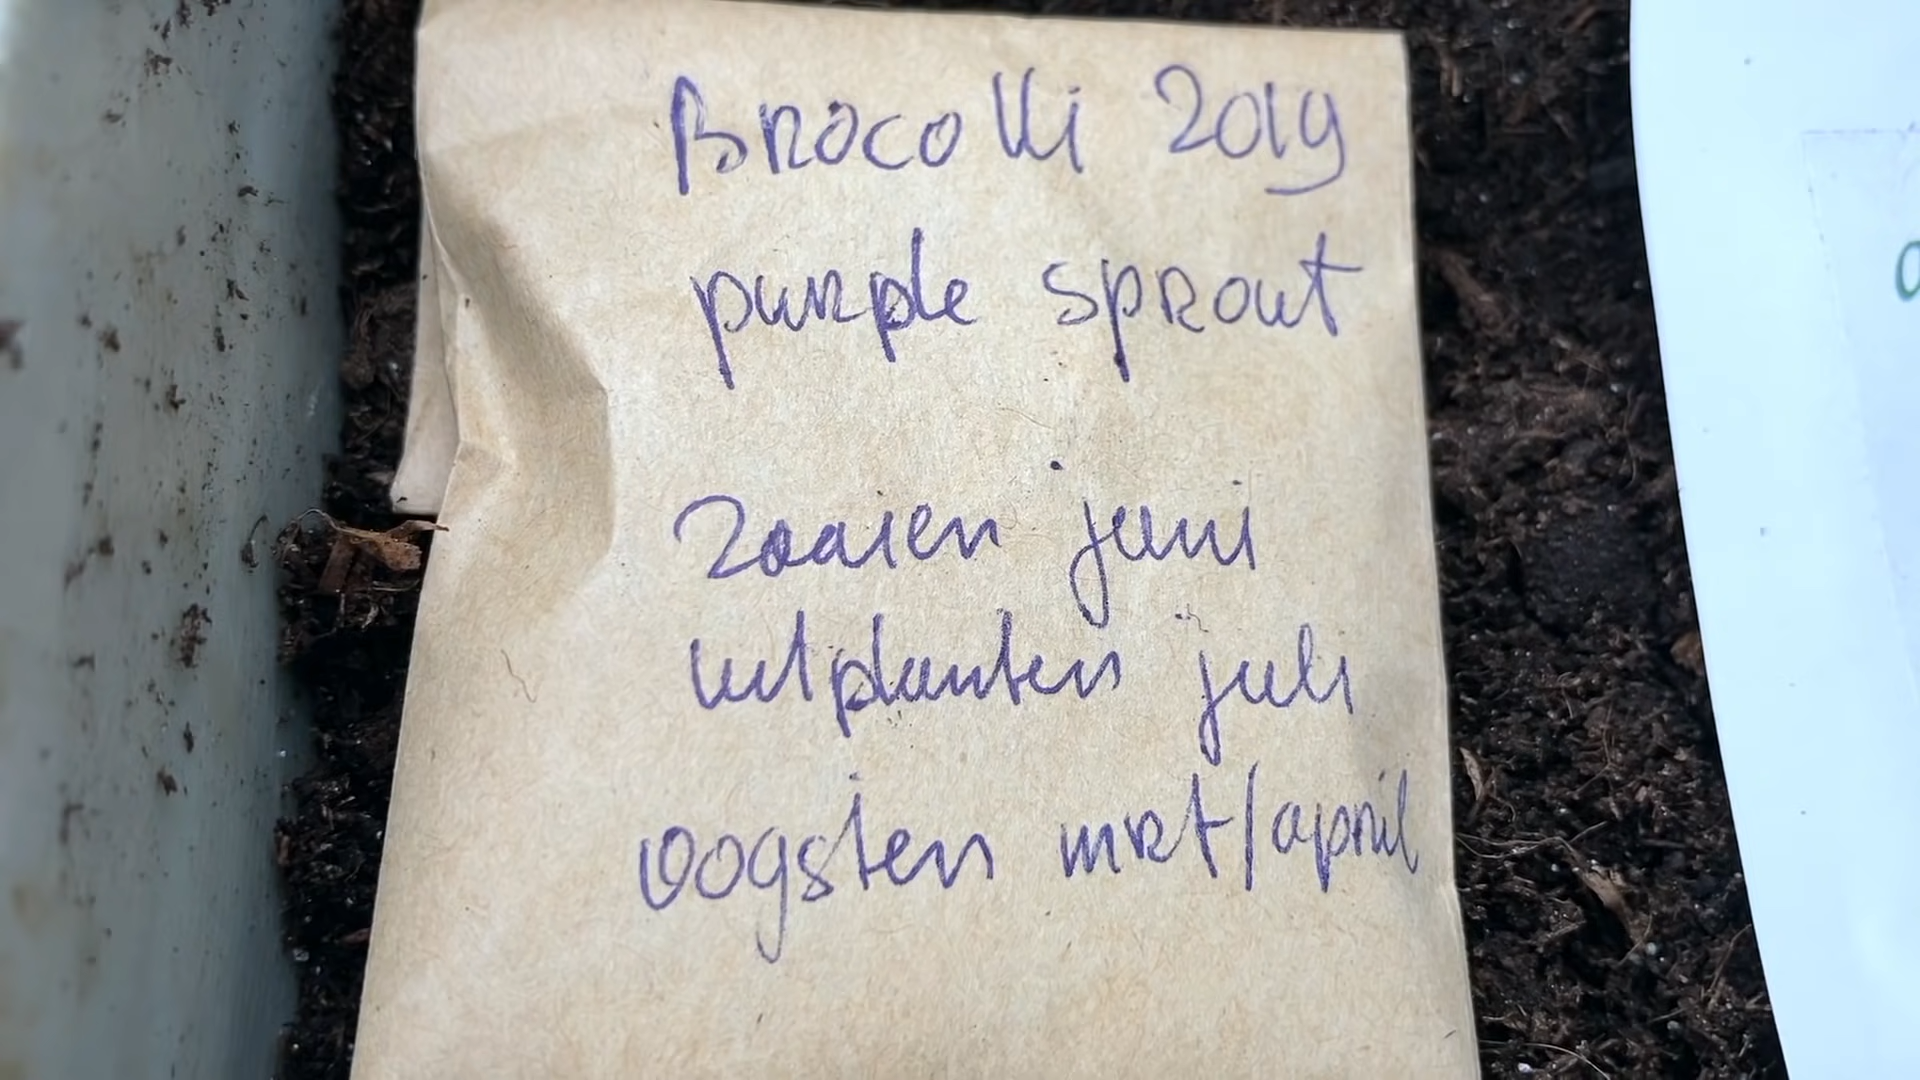 Brocolli 2019
purple sprout
Zaaien juni
uitplanten juli
oogsten mrt/april